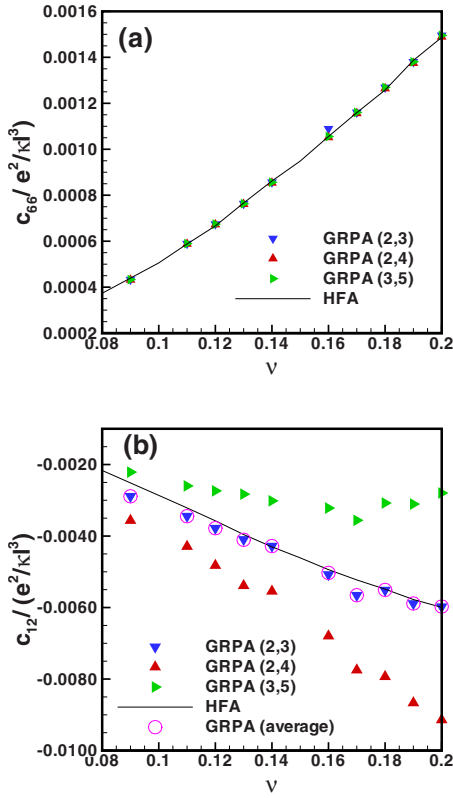 (a)
0.0016
0.0014
0.0012
0.0010
0.0008
0.0006
0.0004
0.0002
c66/ e²/κl³)
GRPA (2,3)
GRPA (2,4)
GRPA (3,5)
HFA
0.08 0.1 0.12 0.14 0.16 0.18 0.2
ν
(b)
-0.0020
-0.0040
-0.0060
-0.0080
-0.0100
c12/ (e²/κl³)
GRPA (2,3)
GRPA (2,4)
GRPA (3,5)
HFA
GRPA (average)
0.08 0.1 0.12 0.14 0.16 0.18 0.2
ν